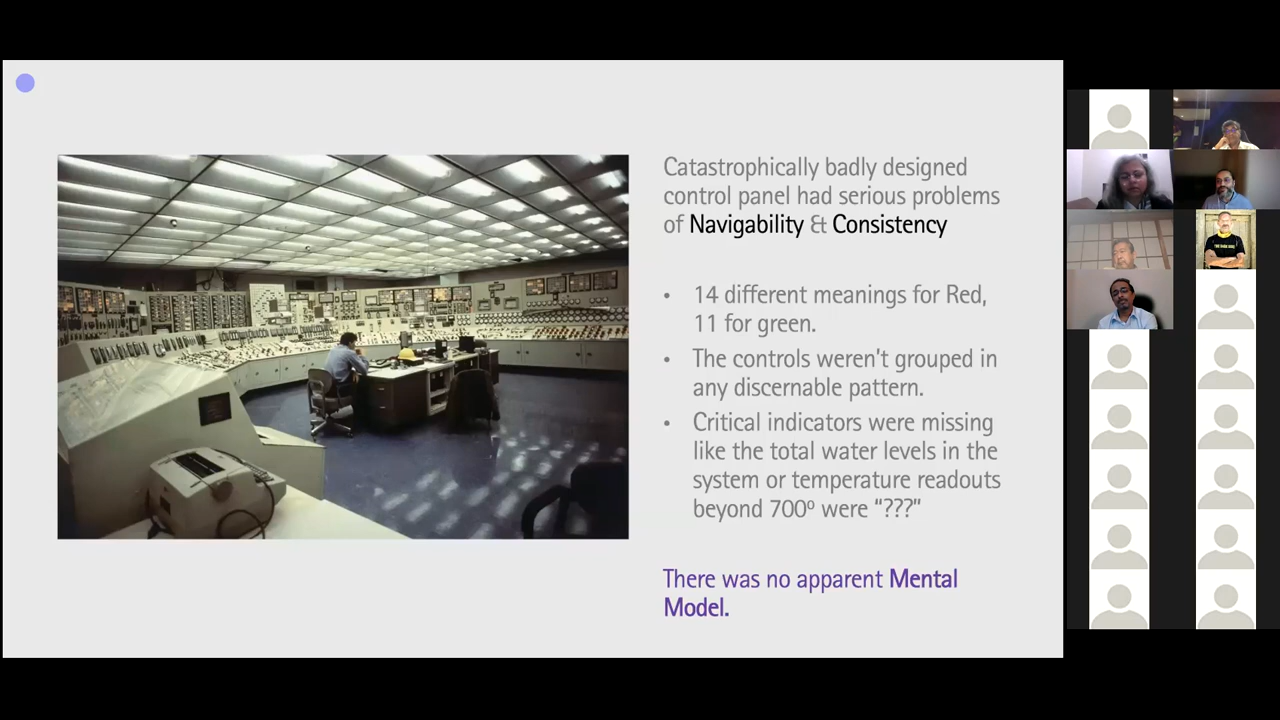 Catastrophically badly designed
control panel had serious problems
of Navigability & Consistency
• 14 different meanings for Red,
11 for green.
• The controls weren’t grouped in
any discernable pattern.
• Critical indicators were missing
like the total water levels in the
system or temperature readouts
beyond 700º were “???”
There was no apparent Mental
Model.